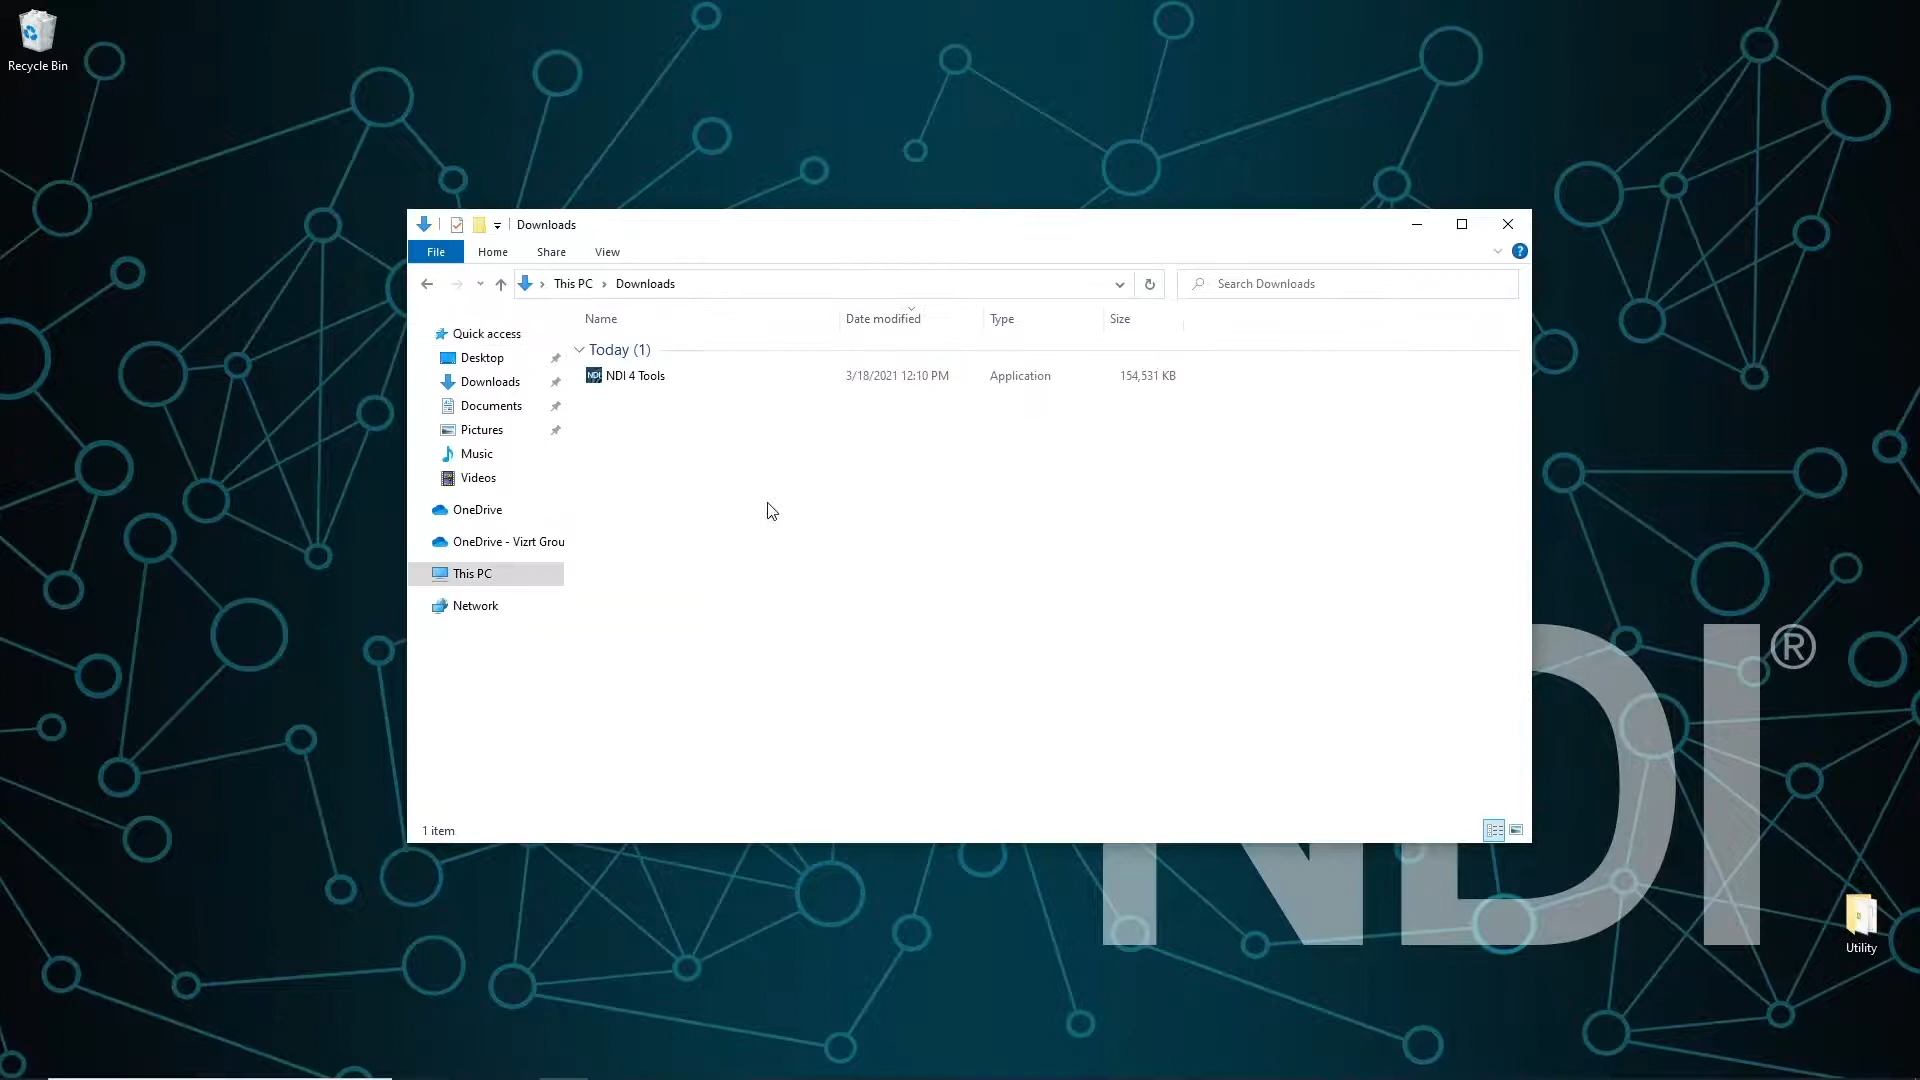 Recycle Bin
Downloads
File Home Share View
This PC Downloads Search Downloads
Name Date modified Type Size
Quick access
Today (1)
Desktop
NDI 4 Tools 3/18/2021 12:10 PM Application 154,531 KB
Downloads
Documents
Pictures
Music
Videos
OneDrive
OneDrive - Vizrt Grou
This PC
Network
NDI®
1 item
Utility